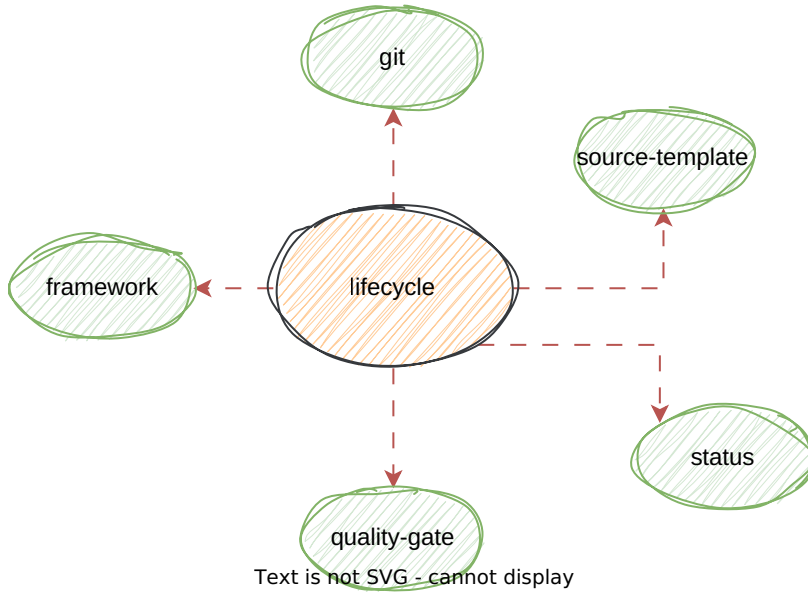 git
source-template
framework
lifecycle
status
quality-gate
Text is not SVG - cannot display